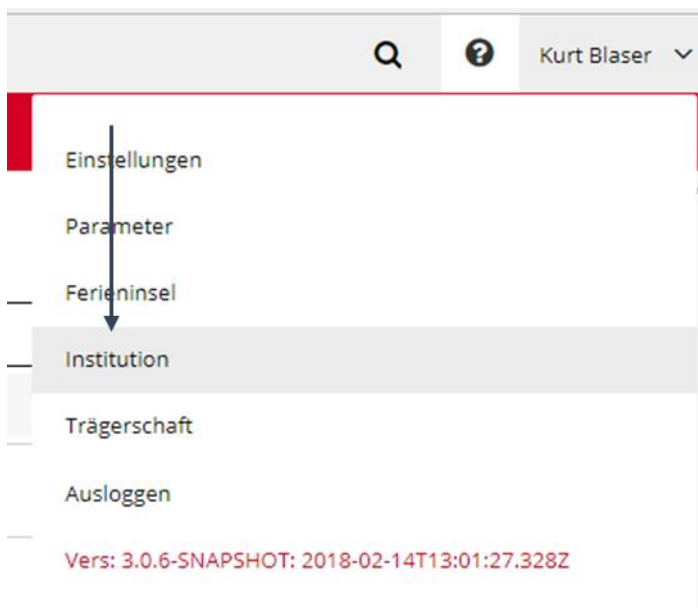 Kurt Blaser
Einstellungen
Parameter
Ferieninsel
Institution
Trägerschaft
Ausloggen
Vers: 3.0.6-SNAPSHOT: 2018-02-14T13:01:27.328Z